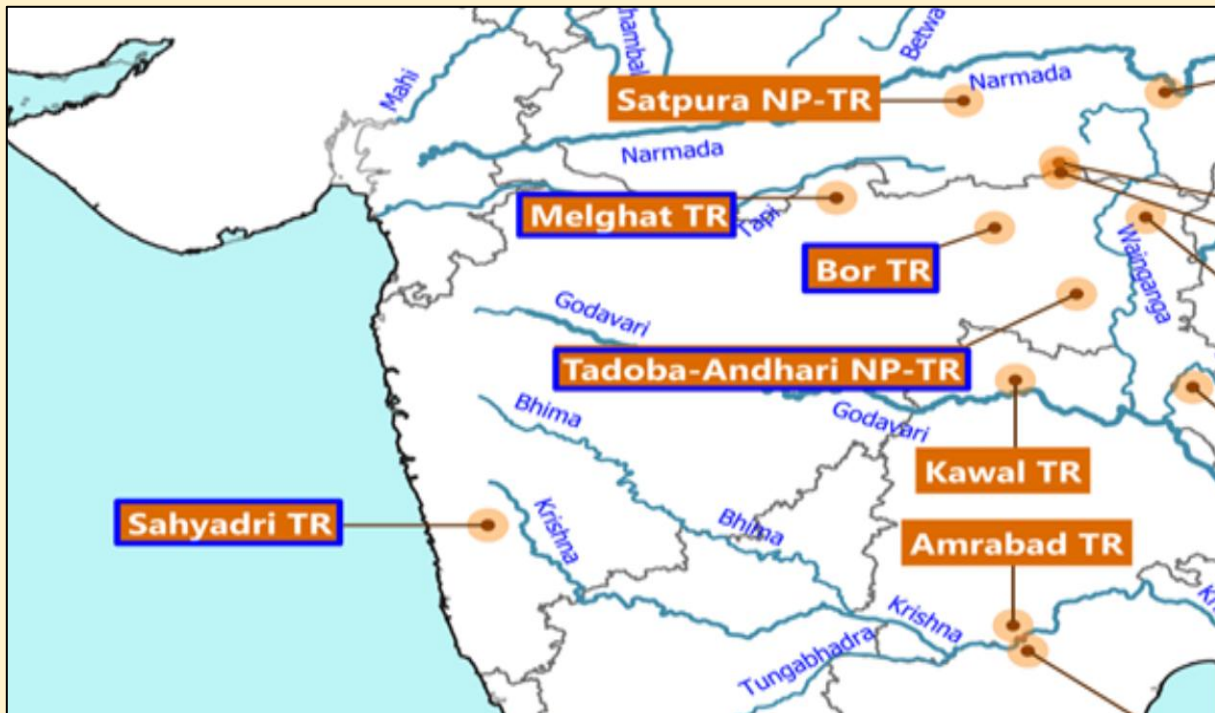 Chambal
Betwa
Mahi
Satpura NP-TR
Narmada
Narmada
Melghat TR
Tapi
Bor TR
Wainganga
Godavari
Tadoba-Andhari NP-TR
Godavari
Bhima
Kawal TR
Sahyadri TR
Krishna
Bhima
Amrabad TR
Krishna
Tungabhadra